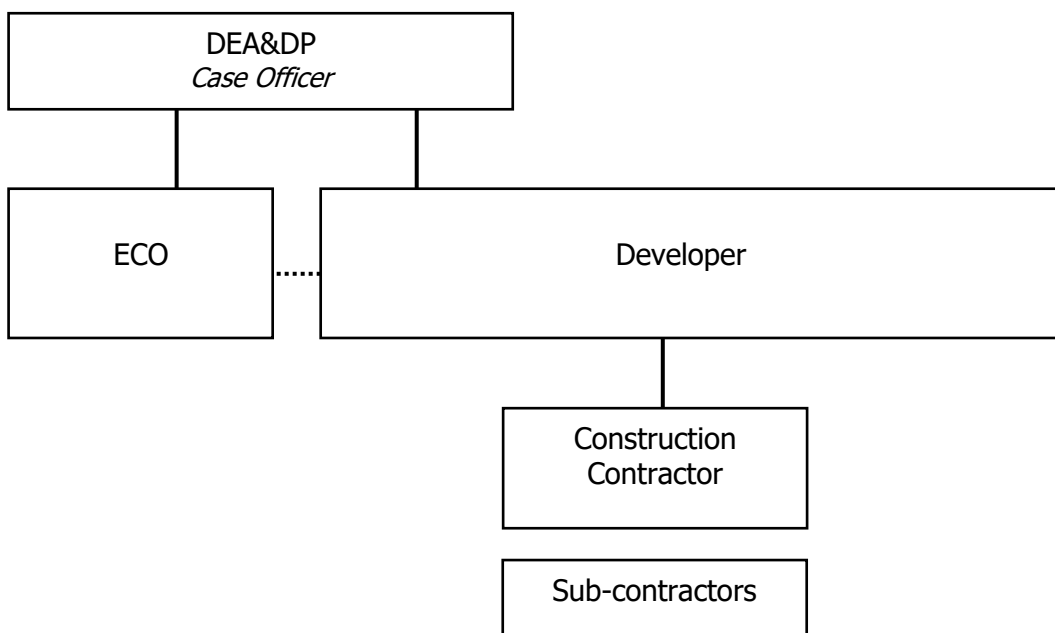 DEA&DP
Case Officer
ECO
Developer
Construction
Contractor
Sub-contractors